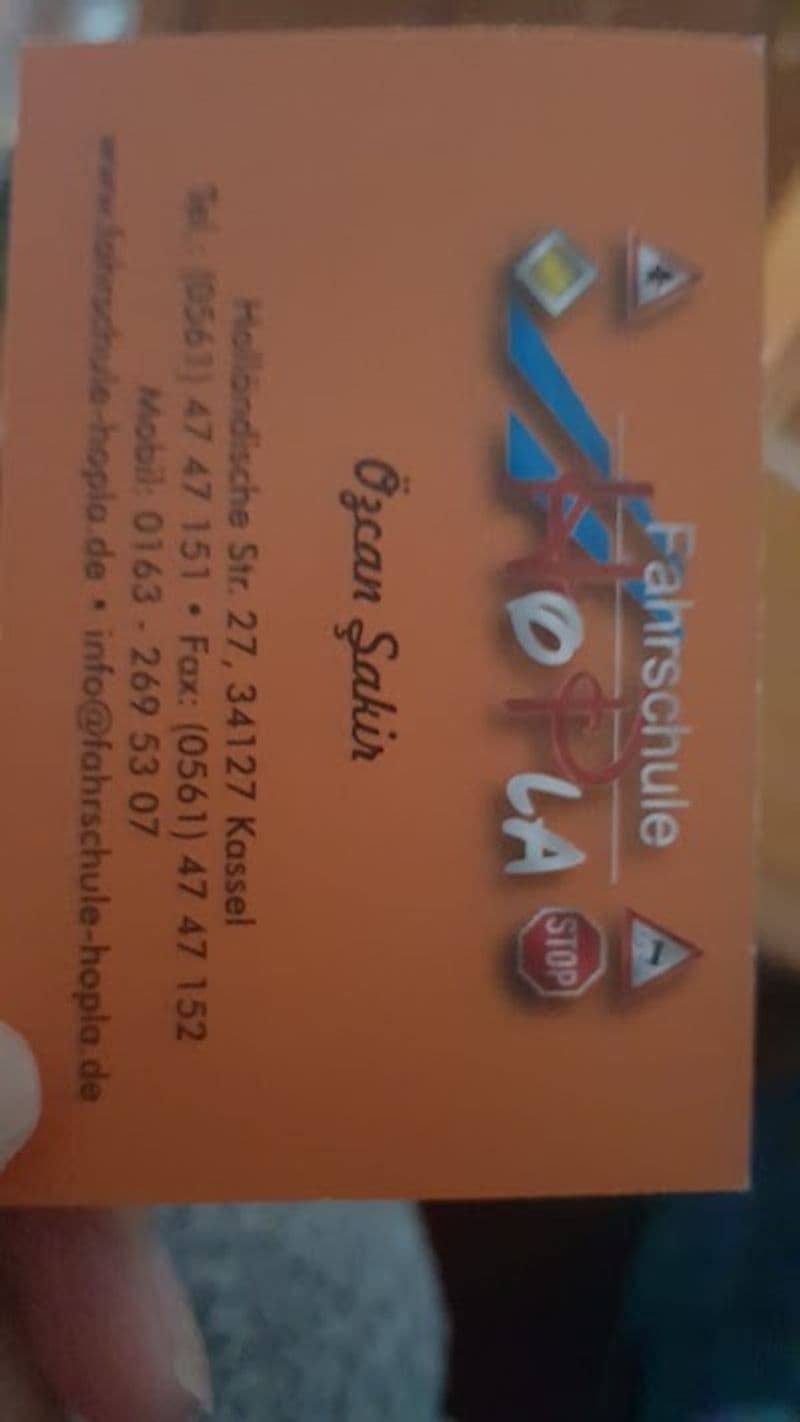 Fahrschule
HOPLA
STOP
Özcan Şakir
Holländische Str. 27, 34127 Kassel
Tel.: (0561) 47 47 151 • Fax: (0561) 47 47 152
Mobil: 0163 - 269 53 07
www.fahrschule-hopla.de • info@fahrschule-hopla.de